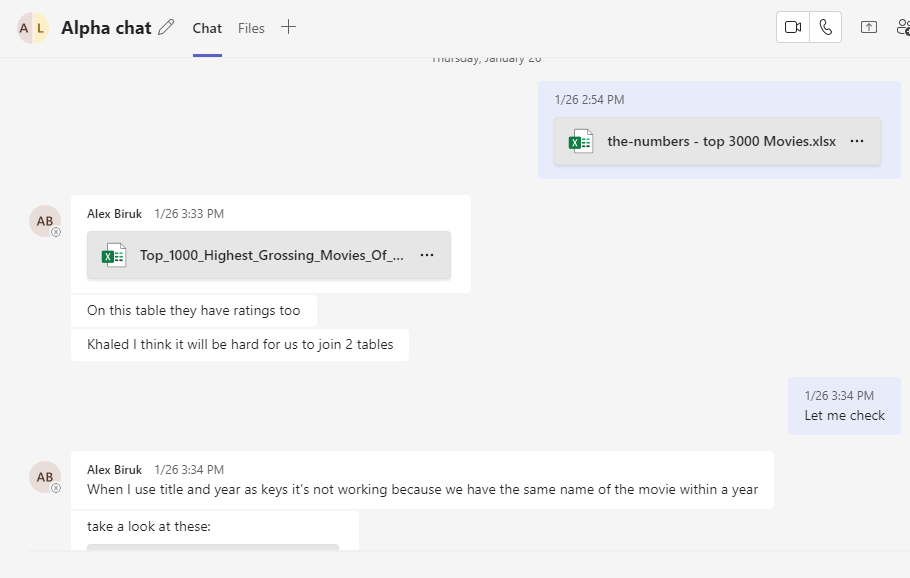 A L Alpha chat Chat Files
Thursday, January 26
1/26 2:54 PM
the-numbers - top 3000 Movies.xlsx ...
AB Alex Biruk 1/26 3:33 PM
Top_1000_Highest_Grossing_Movies_Of_... ...
On this table they have ratings too
Khaled I think it will be hard for us to join 2 tables
1/26 3:34 PM
Let me check
AB Alex Biruk 1/26 3:34 PM
When I use title and year as keys it's not working because we have the same name of the movie within a year
take a look at these: